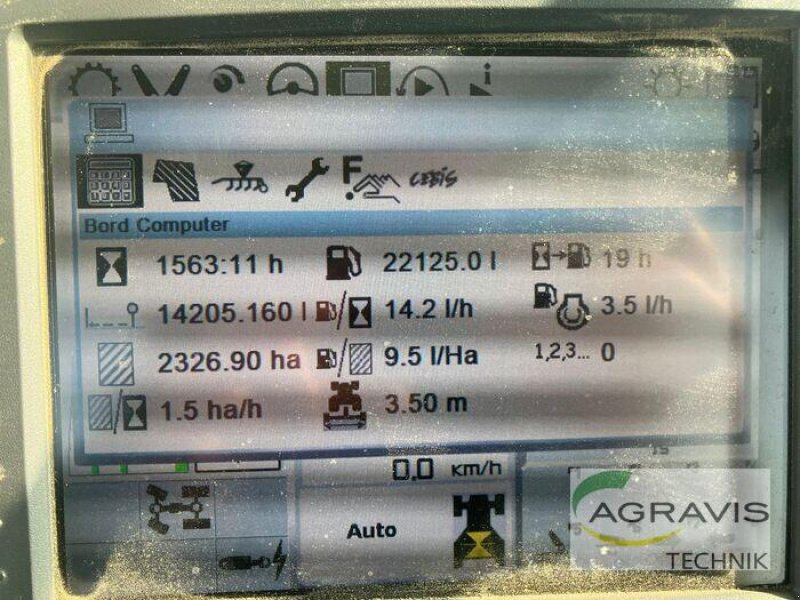 F CEBIS
Bord Computer
1563:11 h 22125.0 l 19 h
14205.160 l 14.2 l/h 3.5 l/h
2326.90 ha 9.5 l/Ha 1,2,3... 0
1.5 ha/h 3.50 m
0,0 км/h
Auto
AGRAVIS
TECHNIK